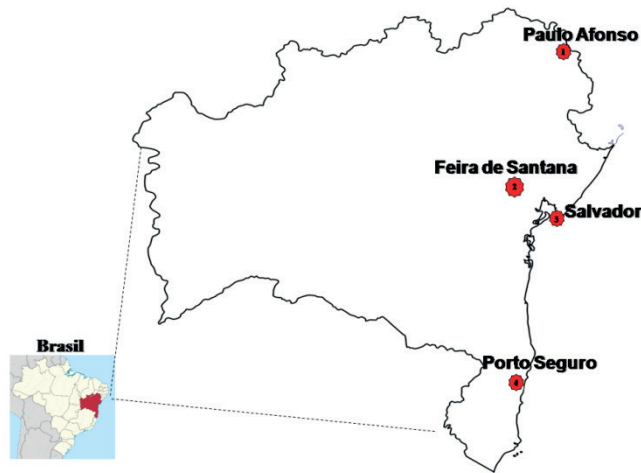 Paulo Afonso
1
Feira de Santana
2
Salvador
3
Brasil
Porto Seguro
4